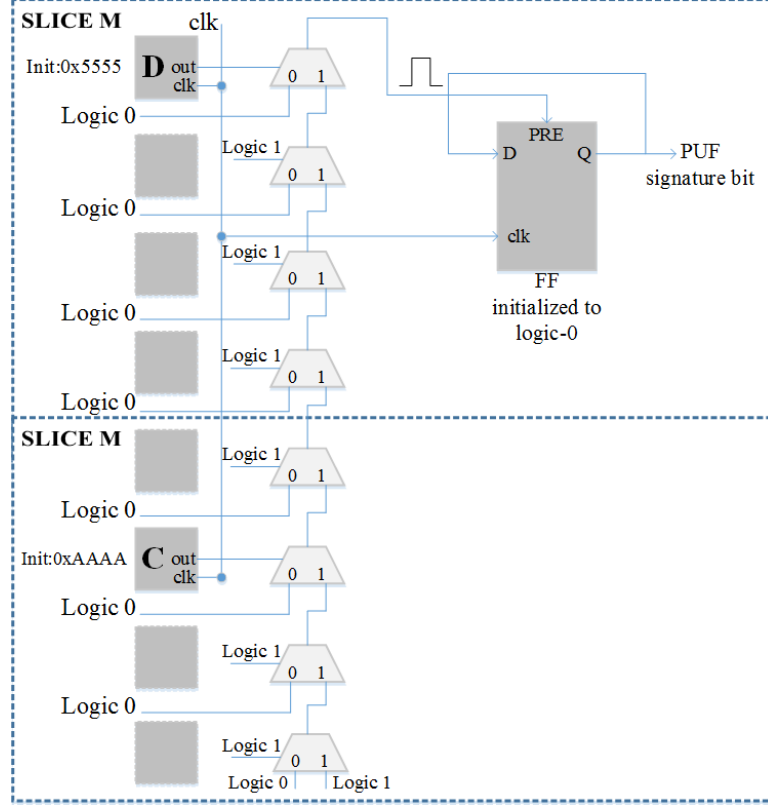 SLICE M
clk
Init:0x5555
D
out
clk
0 1
Logic 0
Logic 1
0 1
Logic 0
Logic 1
0 1
Logic 0
Logic 1
0 1
Logic 0
PRE
D
Q
clk
FF
initialized to
logic-0
PUF
signature bit
SLICE M
Logic 1
0 1
Logic 0
Init:0xAAAA
C
out
clk
0 1
Logic 0
Logic 1
0 1
Logic 0
Logic 1
0 1
Logic 0
Logic 1